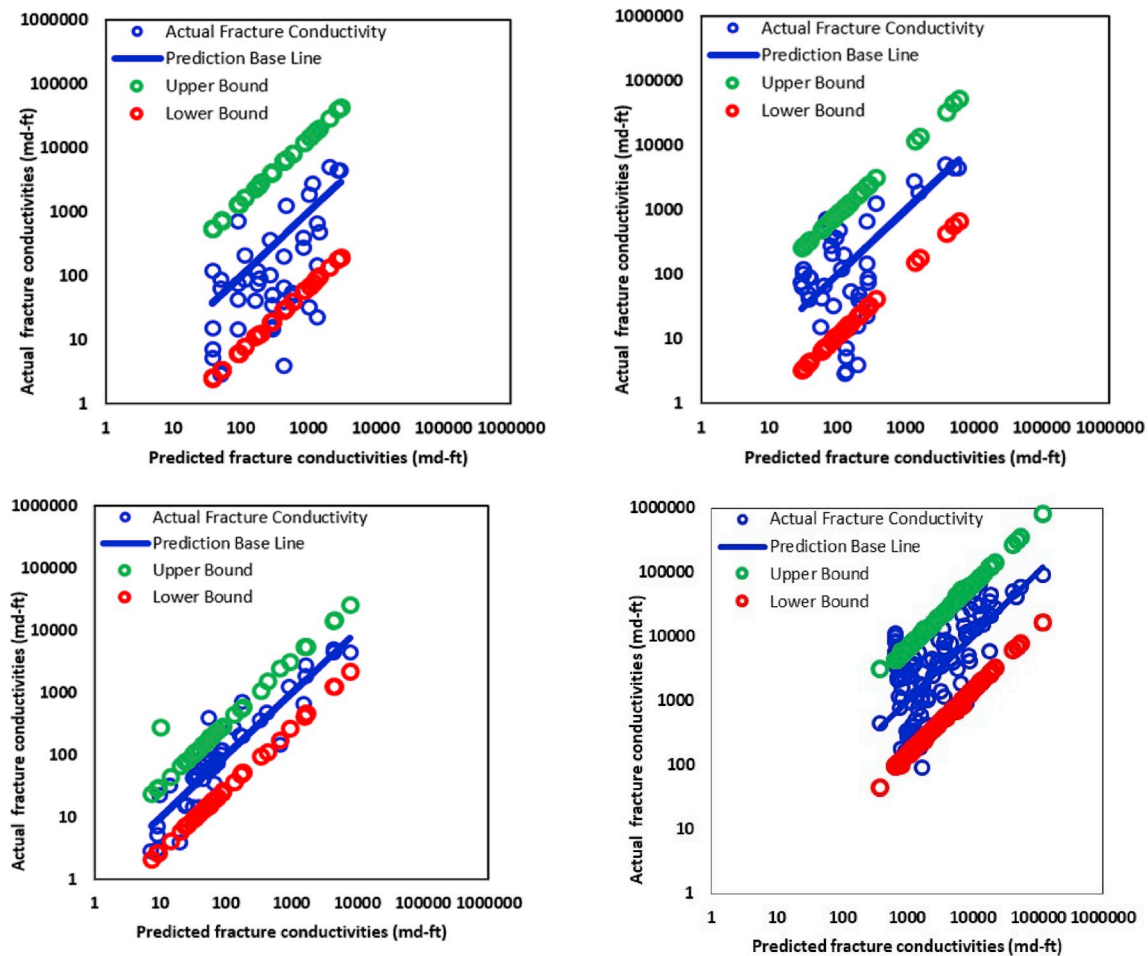 1000000
100000
10000
1000
100
10
1
Actual fracture conductivities (md-ft)
Actual Fracture Conductivity
Prediction Base Line
Upper Bound
Lower Bound
1 10 100 1000 10000 100000 1000000
Predicted fracture conductivities (md-ft)
1000000
100000
10000
1000
100
10
1
Actual fracture conductivities (md-ft)
Actual Fracture Conductivity
Prediction Base Line
Upper Bound
Lower Bound
1 10 100 1000 10000 100000 1000000
Predicted fracture conductivities (md-ft)
1000000
100000
10000
1000
100
10
1
Actual fracture conductivities (md-ft)
Actual Fracture Conductivity
Prediction Base Line
Upper Bound
Lower Bound
1 10 100 1000 10000 100000 1000000
Predicted fracture conductivities (md-ft)
1000000
100000
10000
1000
100
10
1
Actual fracture conductivities (md-ft)
Actual Fracture Conductivity
Prediction Base Line
Upper Bound
Lower Bound
1 10 100 1000 10000 100000 1000000
Predicted fracture conductivities (md-ft)